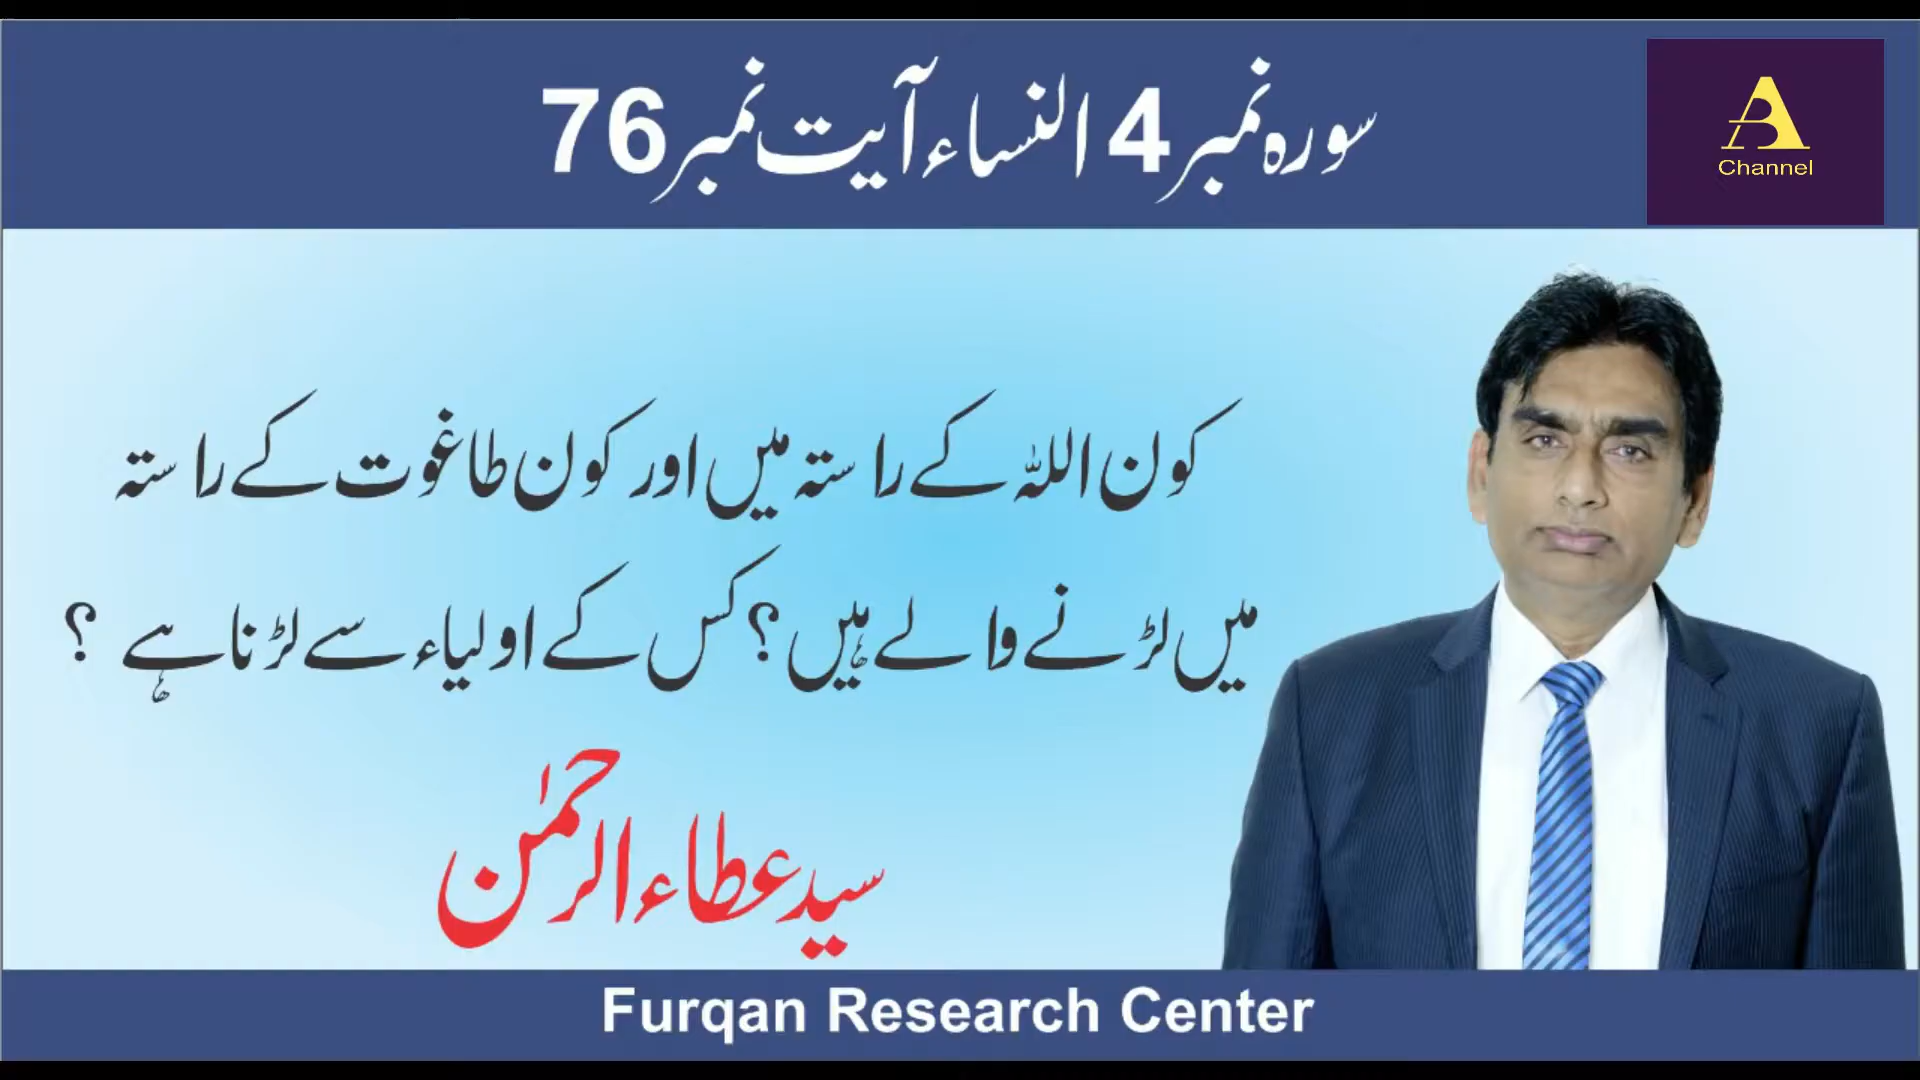 سورہ نمبر 4 النساء آیت نمبر 76
AB
Channel
کون اللہ کے راستہ میں اور کون طاغوت کے راستہ
میں لڑنے والے ہیں؟ کس کے اولیاء سے لڑنا ہے ؟
سید عطاء الرحمٰن
Furqan Research Center